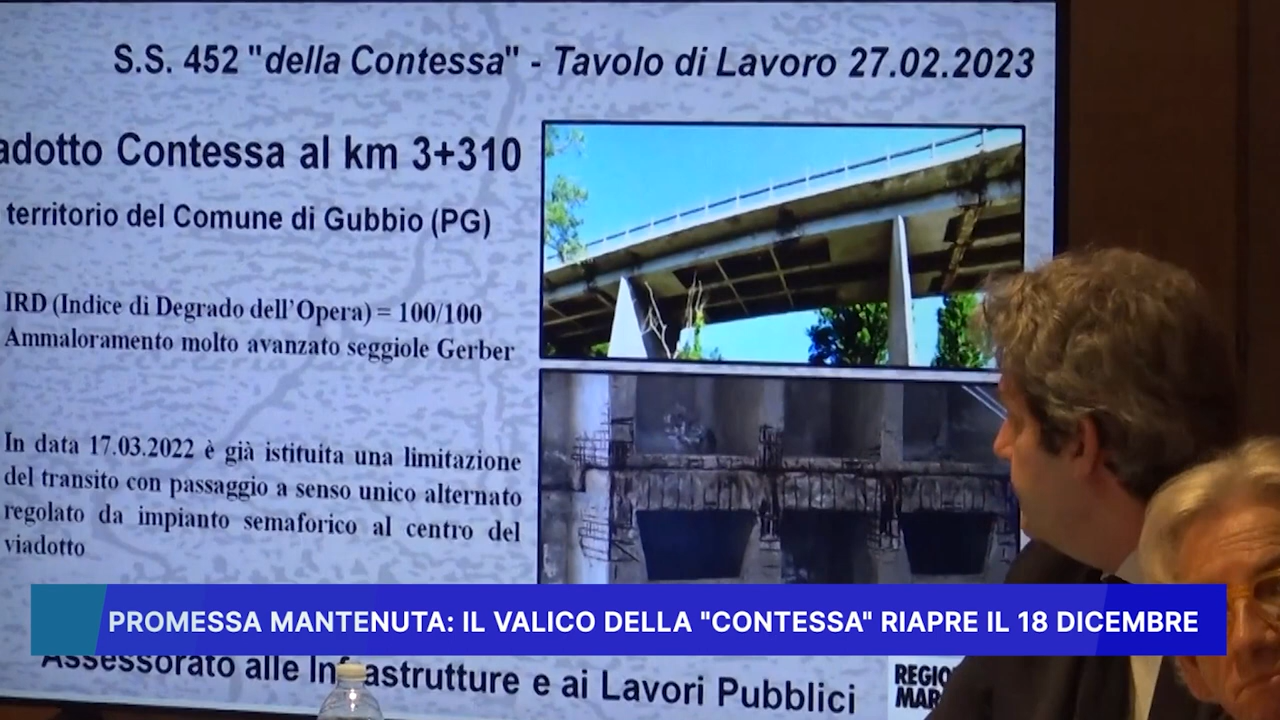 S.S. 452 "della Contessa" - Tavolo di Lavoro 27.02.2023
adotto Contessa al km 3+310
territorio del Comune di Gubbio (PG)
IRD (Indice di Degrado dell'Opera) = 100/100
Ammaloramento molto avanzato seggiole Gerber
In data 17.03.2022 è già istituita una limitazione
del transito con passaggio a senso unico alternato
regolato da impianto semaforico al centro del
viadotto
PROMESSA MANTENUTA: IL VALICO DELLA "CONTESSA" RIAPRE IL 18 DICEMBRE
Assessorato alle Infrastrutture e ai Lavori Pubblici
REGIO
MAR